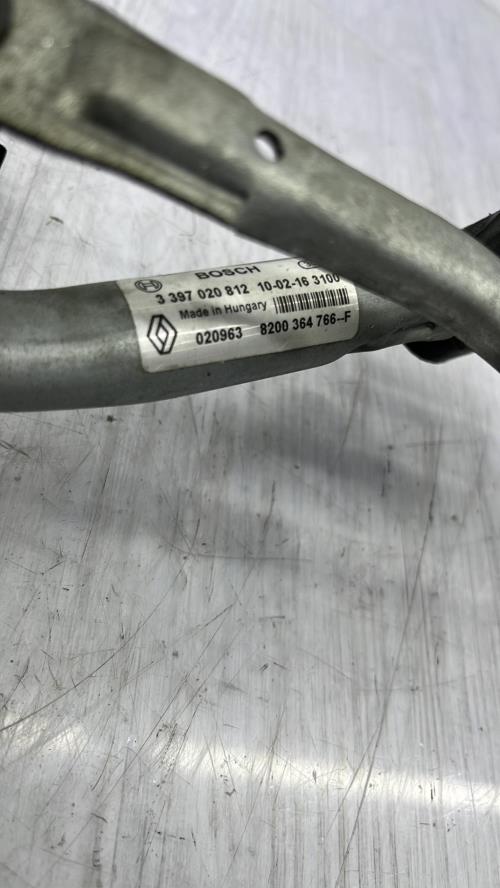 BOSCH
3 397 020 812 10-02-16 3100
Made in Hungary
020963 8200 364 766--F